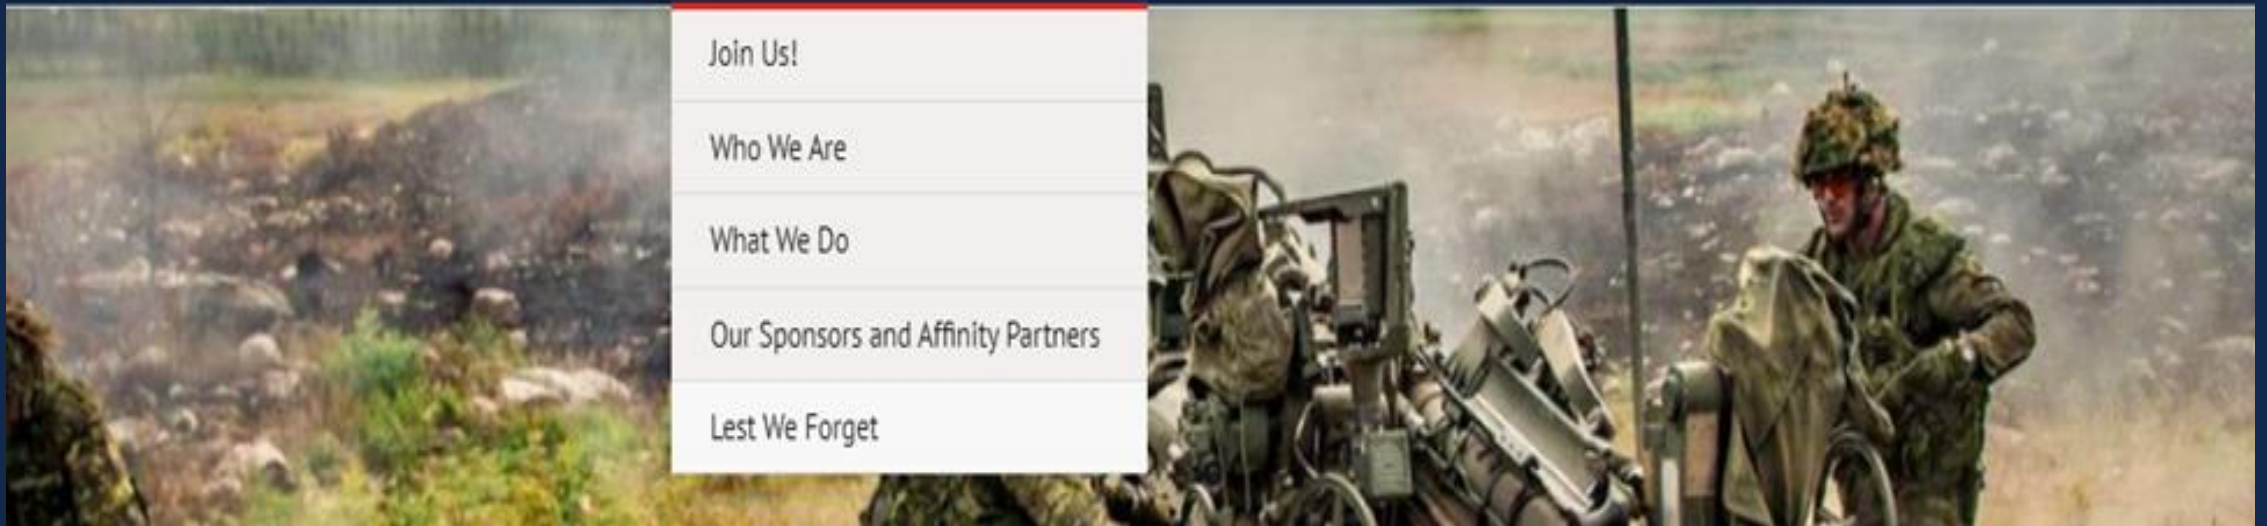 Join Us!
Who We Are
What We Do
Our Sponsors and Affinity Partners
Lest We Forget